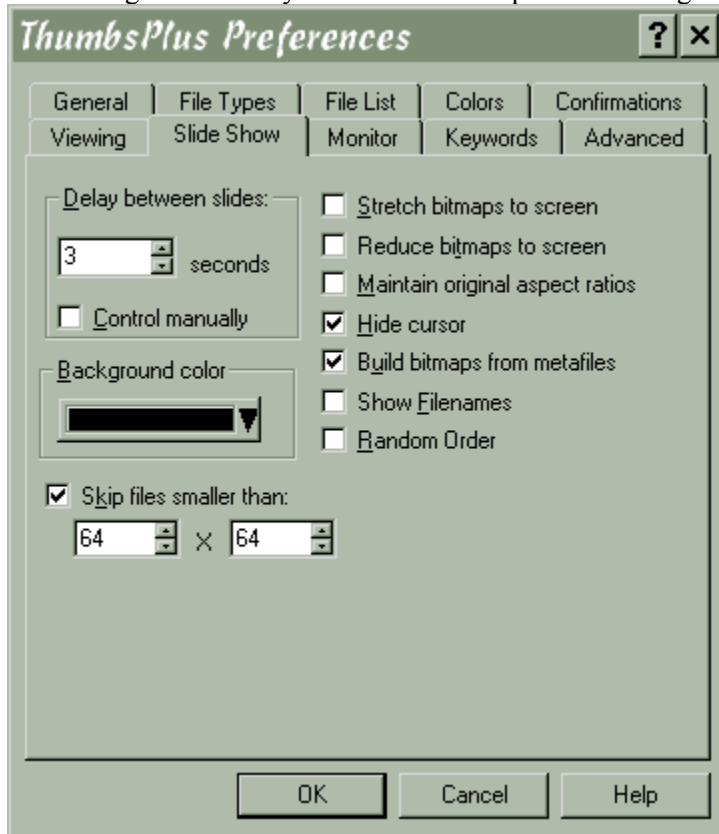 ThumbsPlus Preferences
General File Types File List Colors Confirmations
Viewing Slide Show Monitor Keywords Advanced
Delay between slides:
3 seconds
Control manually
Background color
Skip files smaller than:
64 X 64
Stretch bitmaps to screen
Reduce bitmaps to screen
Maintain original aspect ratios
Hide cursor
Build bitmaps from metafiles
Show Filenames
Random Order
OK Cancel Help